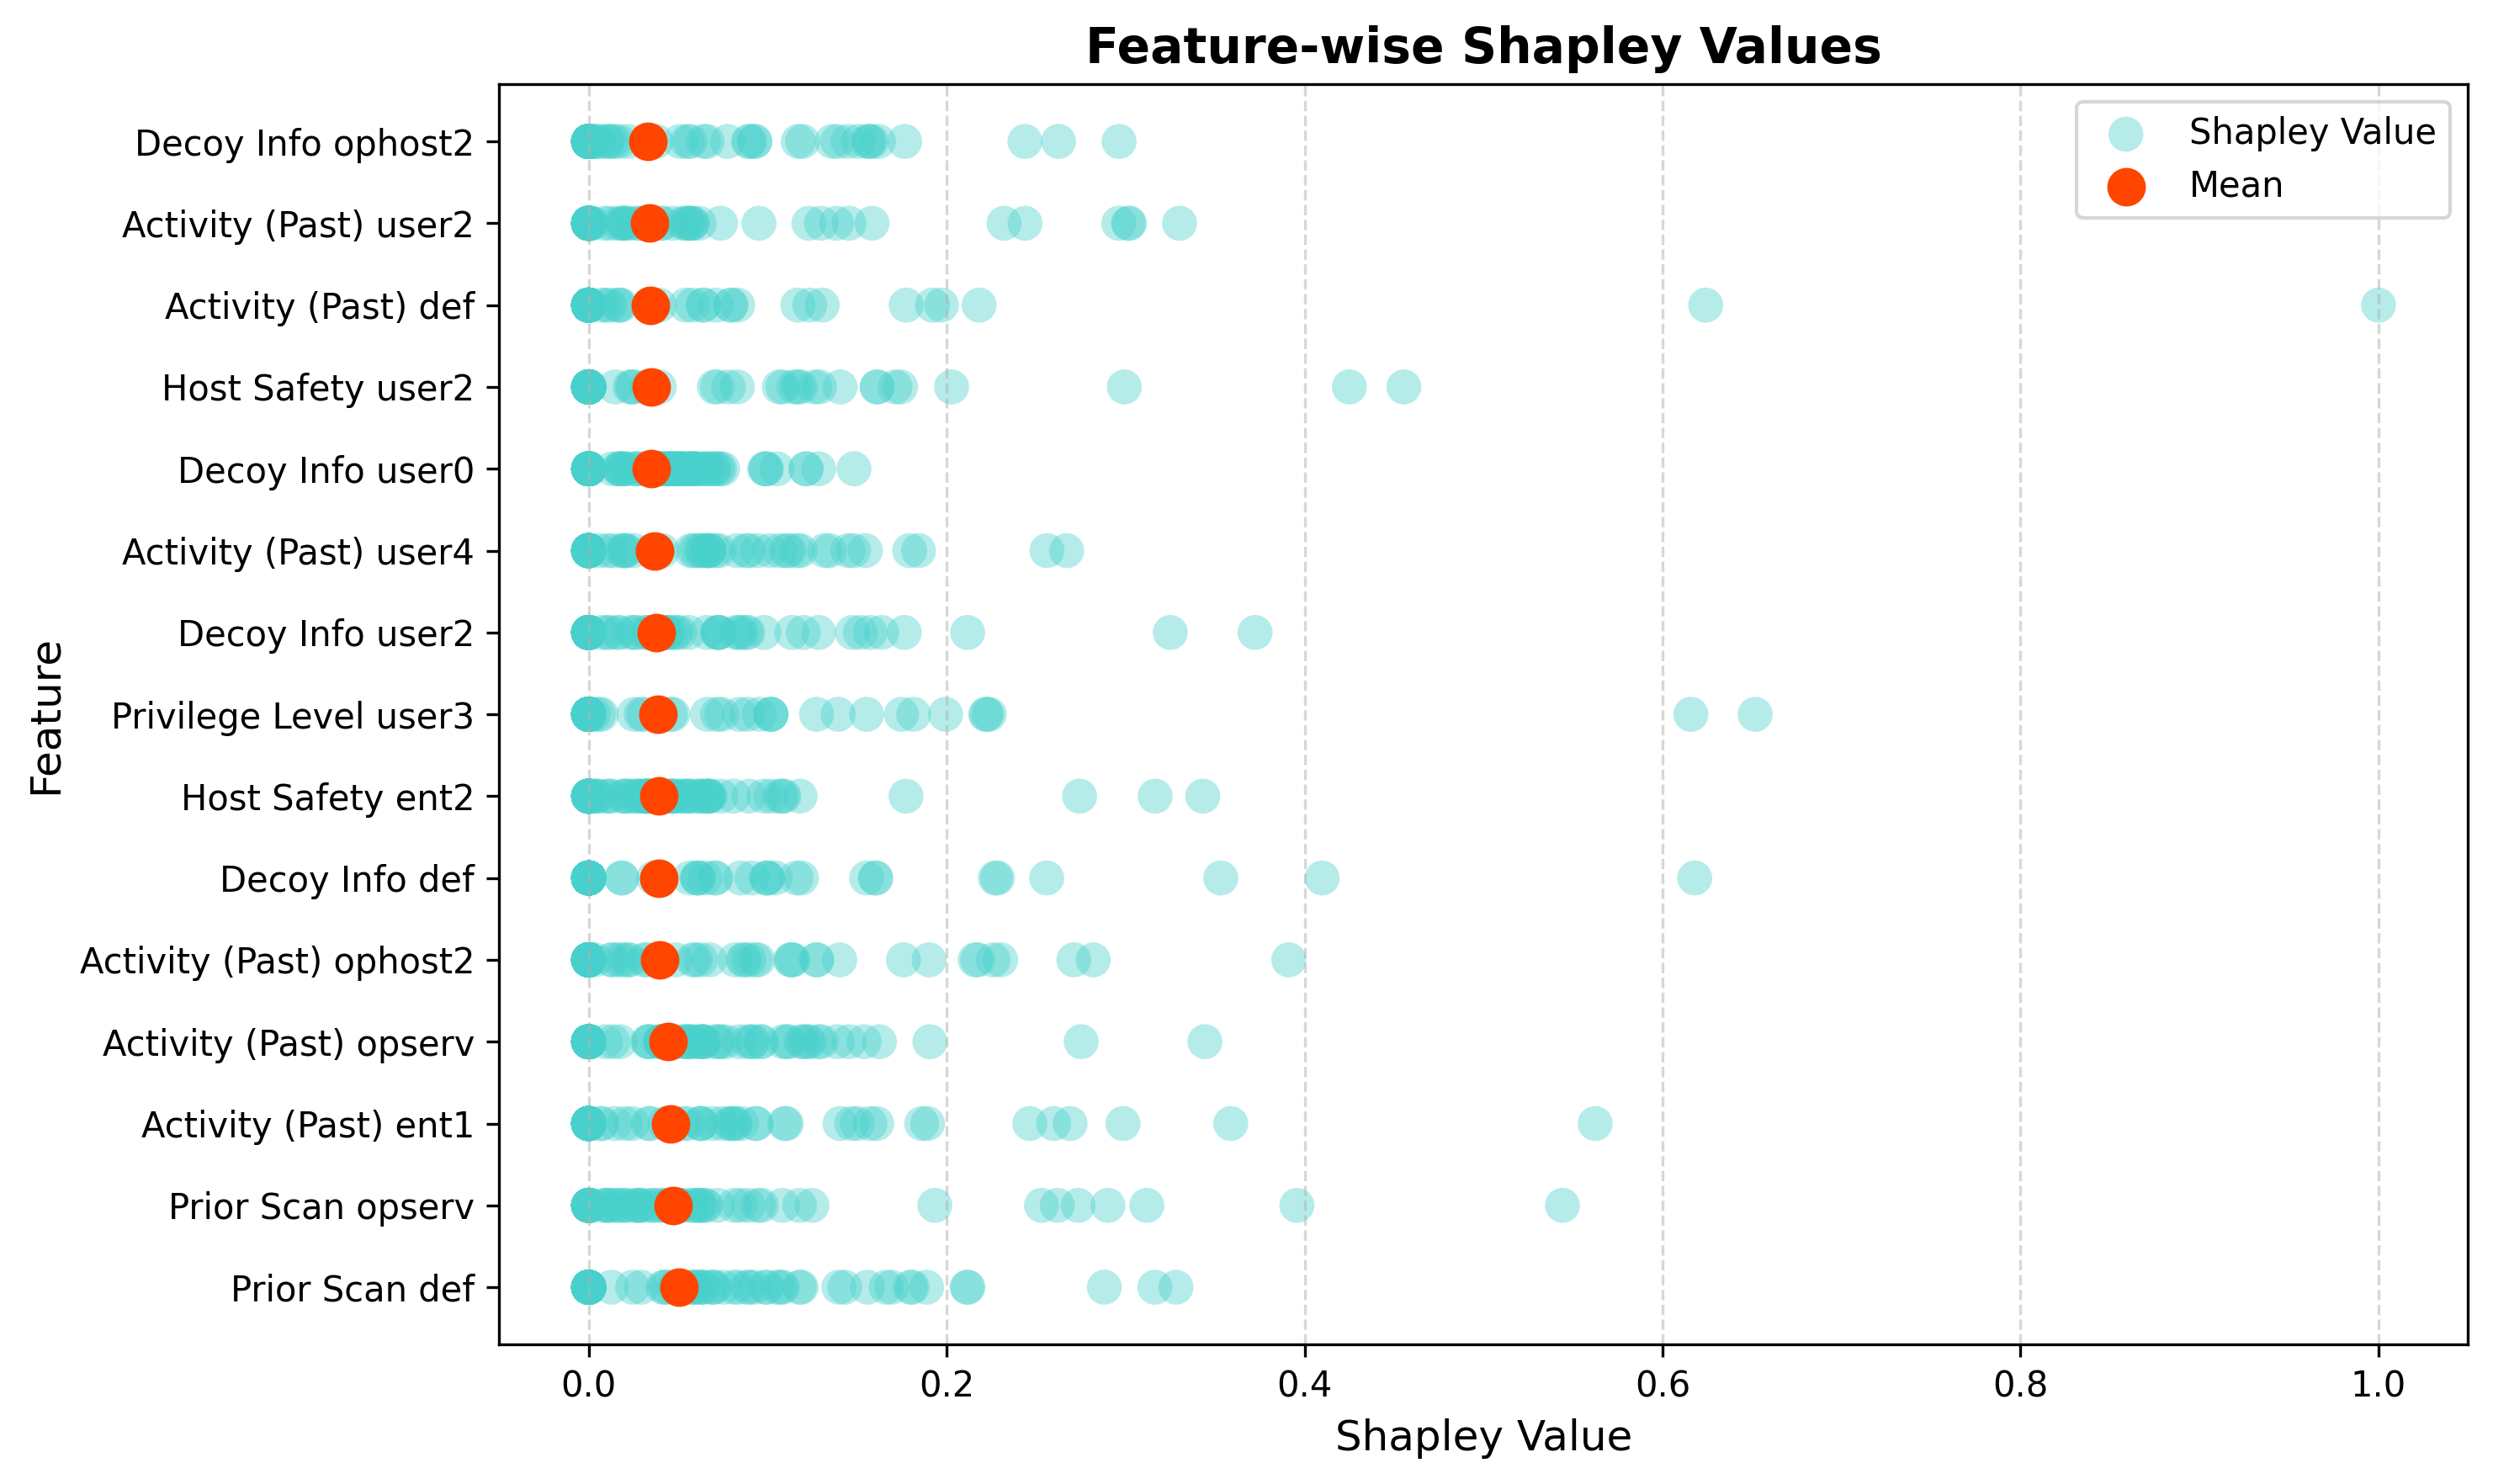 Feature-wise Shapley Values
Shapley Value
Mean
Feature
Decoy Info ophost2
Activity (Past) user2
Activity (Past) def
Host Safety user2
Decoy Info user0
Activity (Past) user4
Decoy Info user2
Privilege Level user3
Host Safety ent2
Decoy Info def
Activity (Past) ophost2
Activity (Past) opserv
Activity (Past) ent1
Prior Scan opserv
Prior Scan def
0.0 0.2 0.4 0.6 0.8 1.0
Shapley Value